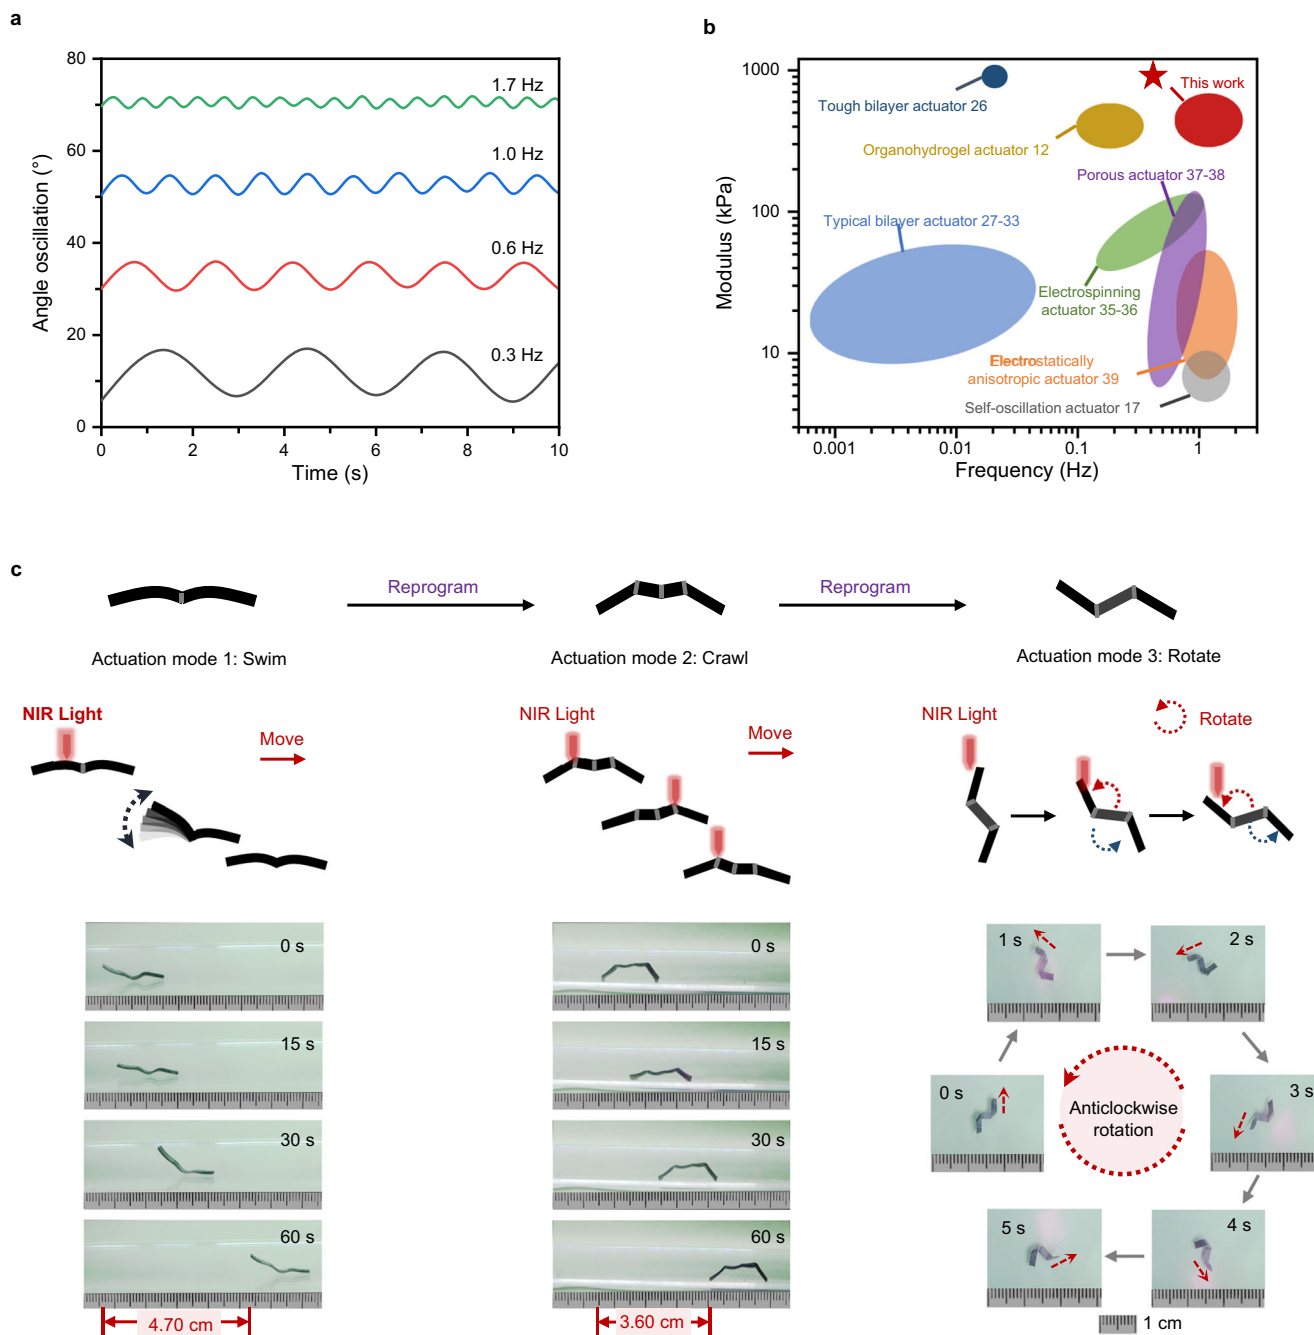 a
80
60
40
20
0
Angle oscillation (°)
1.7 Hz
1.0 Hz
0.6 Hz
0.3 Hz
0
2
4
6
8
10
Time (s)
b
1000
100
10
Modulus (kPa)
This work
Tough bilayer actuator 26
Organohydrogel actuator 12
Porous actuator 37-38
Typical bilayer actuator 27-33
Electrospinning
actuator 35-36
Electrostatically
anisotropic actuator 39
Self-oscillation actuator 17
0.001
0.01
0.1
1
Frequency (Hz)
c
Reprogram
Reprogram
Actuation mode 1: Swim
Actuation mode 2: Crawl
Actuation mode 3: Rotate
NIR Light
Move
NIR Light
Move
NIR Light
Rotate
0 s
15 s
30 s
60 s
4.70 cm
0 s
15 s
30 s
60 s
3.60 cm
1 s
2 s
0 s
3 s
Anticlockwise
rotation
5 s
4 s
1 cm